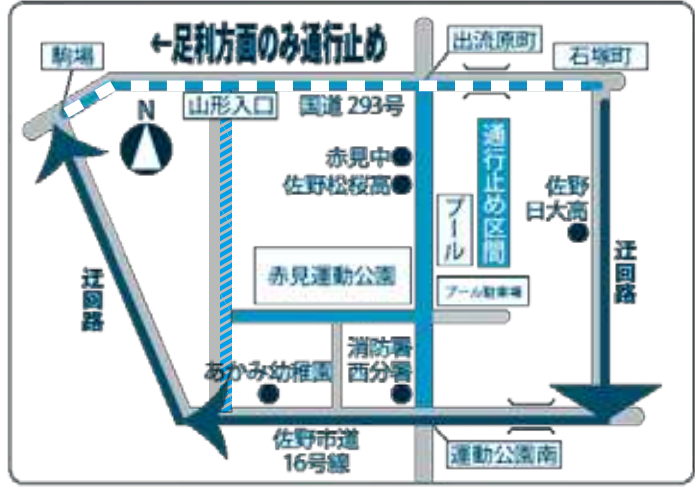 ←足利方面のみ通行止め
駒場
出流原町
石塚町
N
山形入口
国道293号
赤見中
佐野松桜高
通行止め区間
プール
佐野
日大高
赤見運動公園
プール駐車場
迂回路
迂回路
あかみ幼稚園
消防署
西分署
佐野市道
16号線
運動公園南